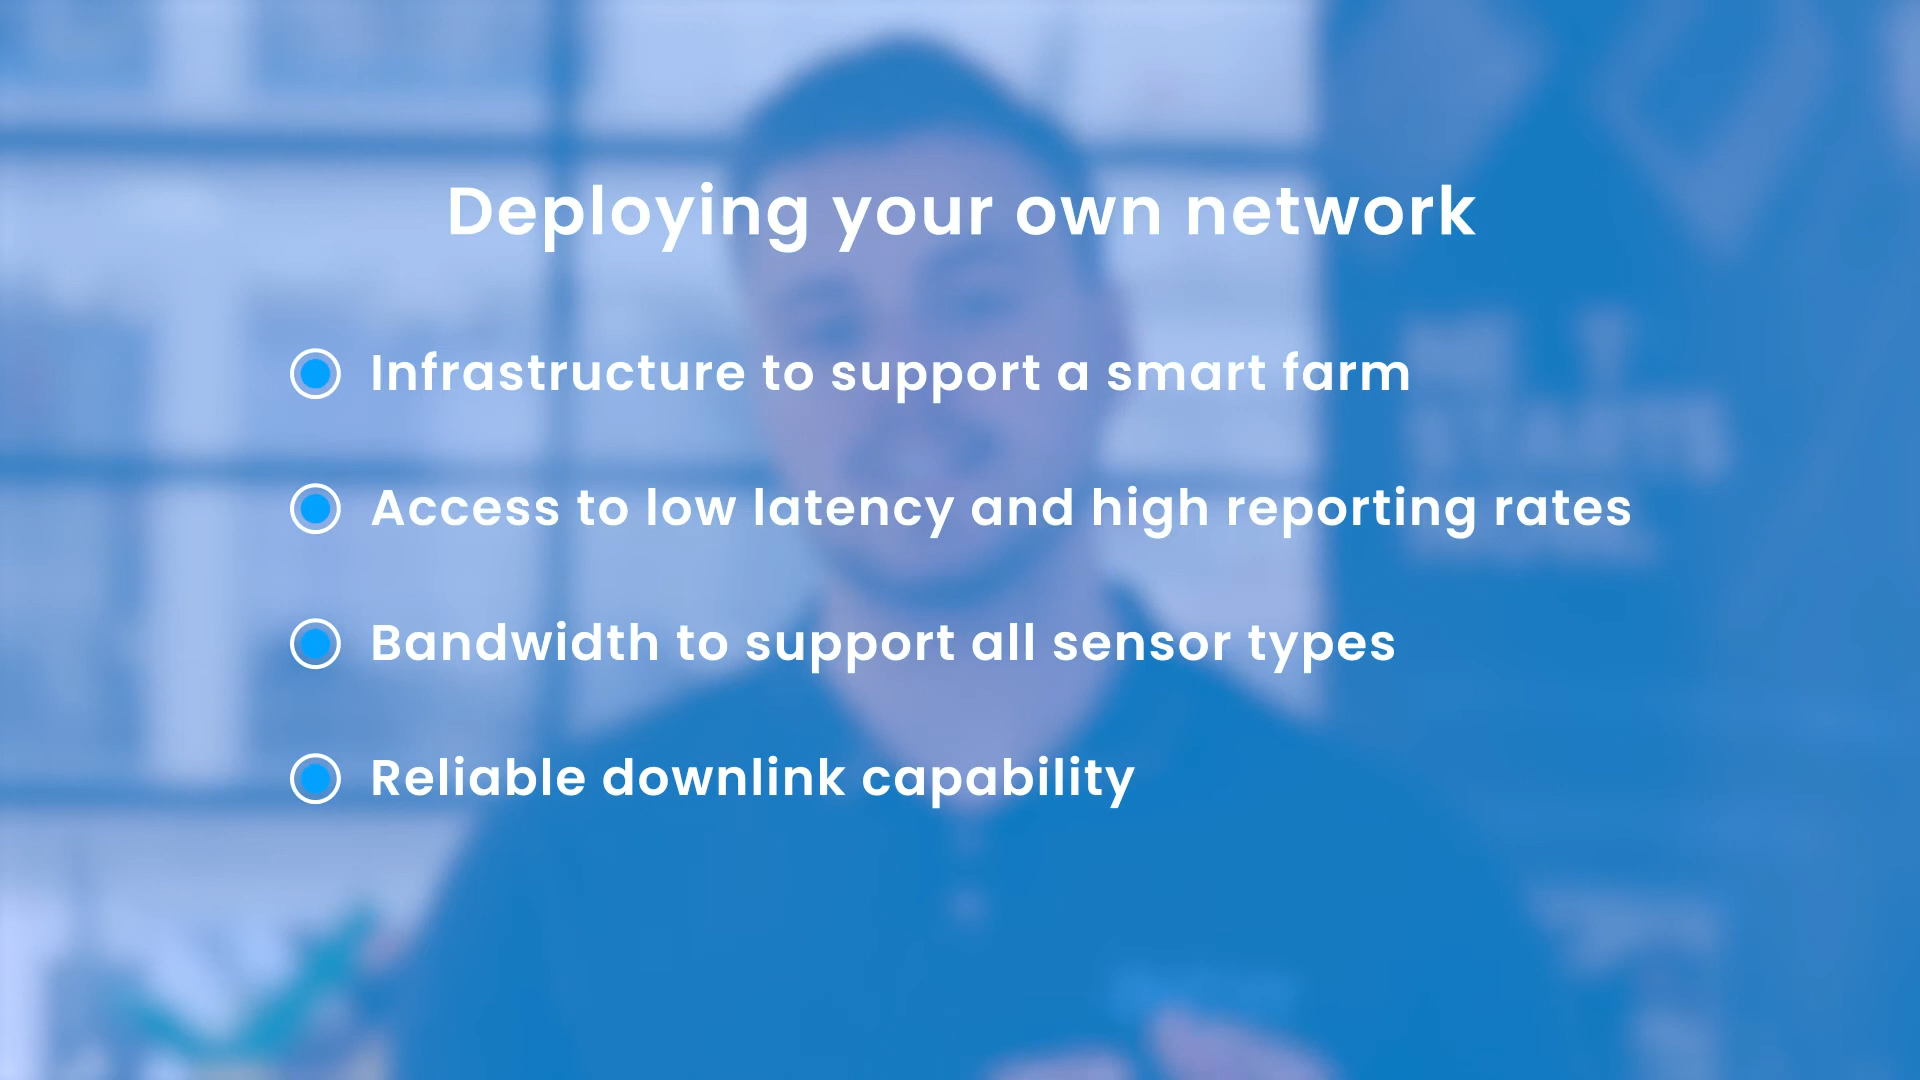 Deploying your own network
Infrastructure to support a smart farm
Access to low latency and high reporting rates
Bandwidth to support all sensor types
Reliable downlink capability